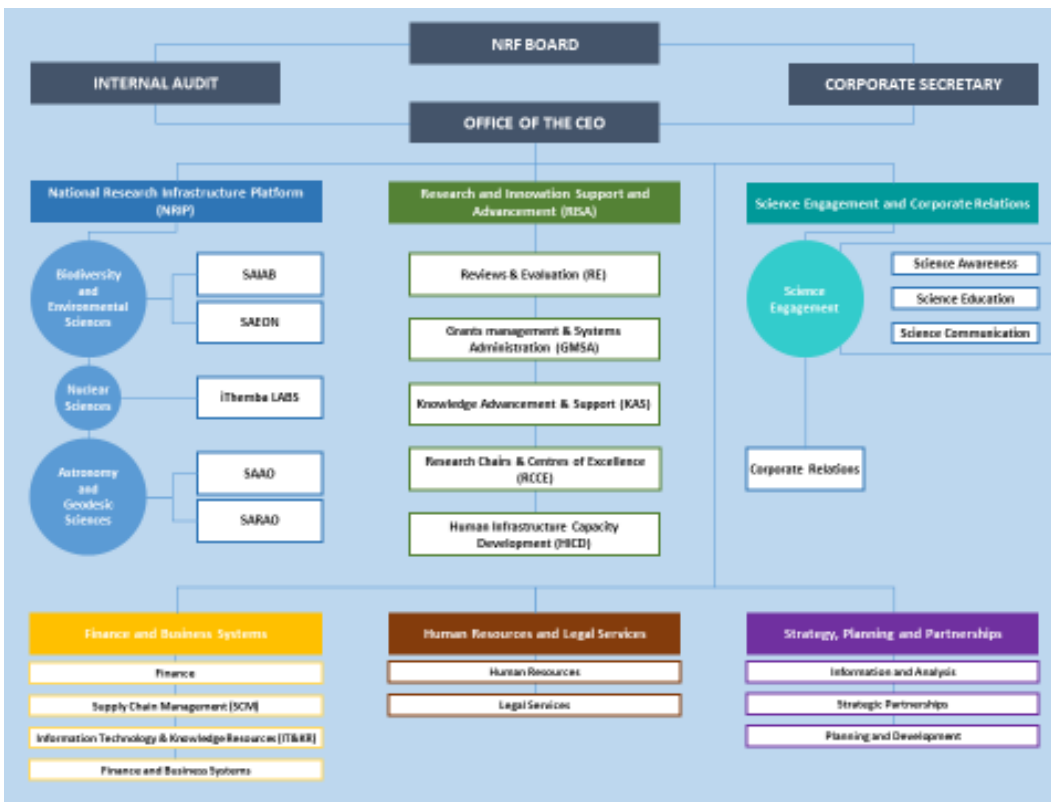 NRF BOARD
INTERNAL AUDIT
CORPORATE SECRETARY
OFFICE OF THE CEO
National Research Infrastructure Platform
(NRIP)
Research and Innovation Support and
Advancement (RISA)
Science Engagement and Corporate Relations
Biodiversity
and
Environmental
Sciences
SAIAB
SAEON
Nuclear
Sciences
iThemba LABS
Astronomy
and
Geodesic
Sciences
SAAO
SARAO
Reviews & Evaluation (RE)
Grants management & Systems
Administration (GMSA)
Knowledge Advancement & Support (KAS)
Research Chairs & Centres of Excellence
(RCCE)
Human Infrastructure Capacity
Development (HICD)
Science
Engagement
Science Awareness
Science Education
Science Communication
Corporate Relations
Finance and Business Systems
Finance
Supply Chain Management (SCM)
Information Technology & Knowledge Resources (IT&KR)
Finance and Business Systems
Human Resources and Legal Services
Human Resources
Legal Services
Strategy, Planning and Partnerships
Information and Analysis
Strategic Partnerships
Planning and Development